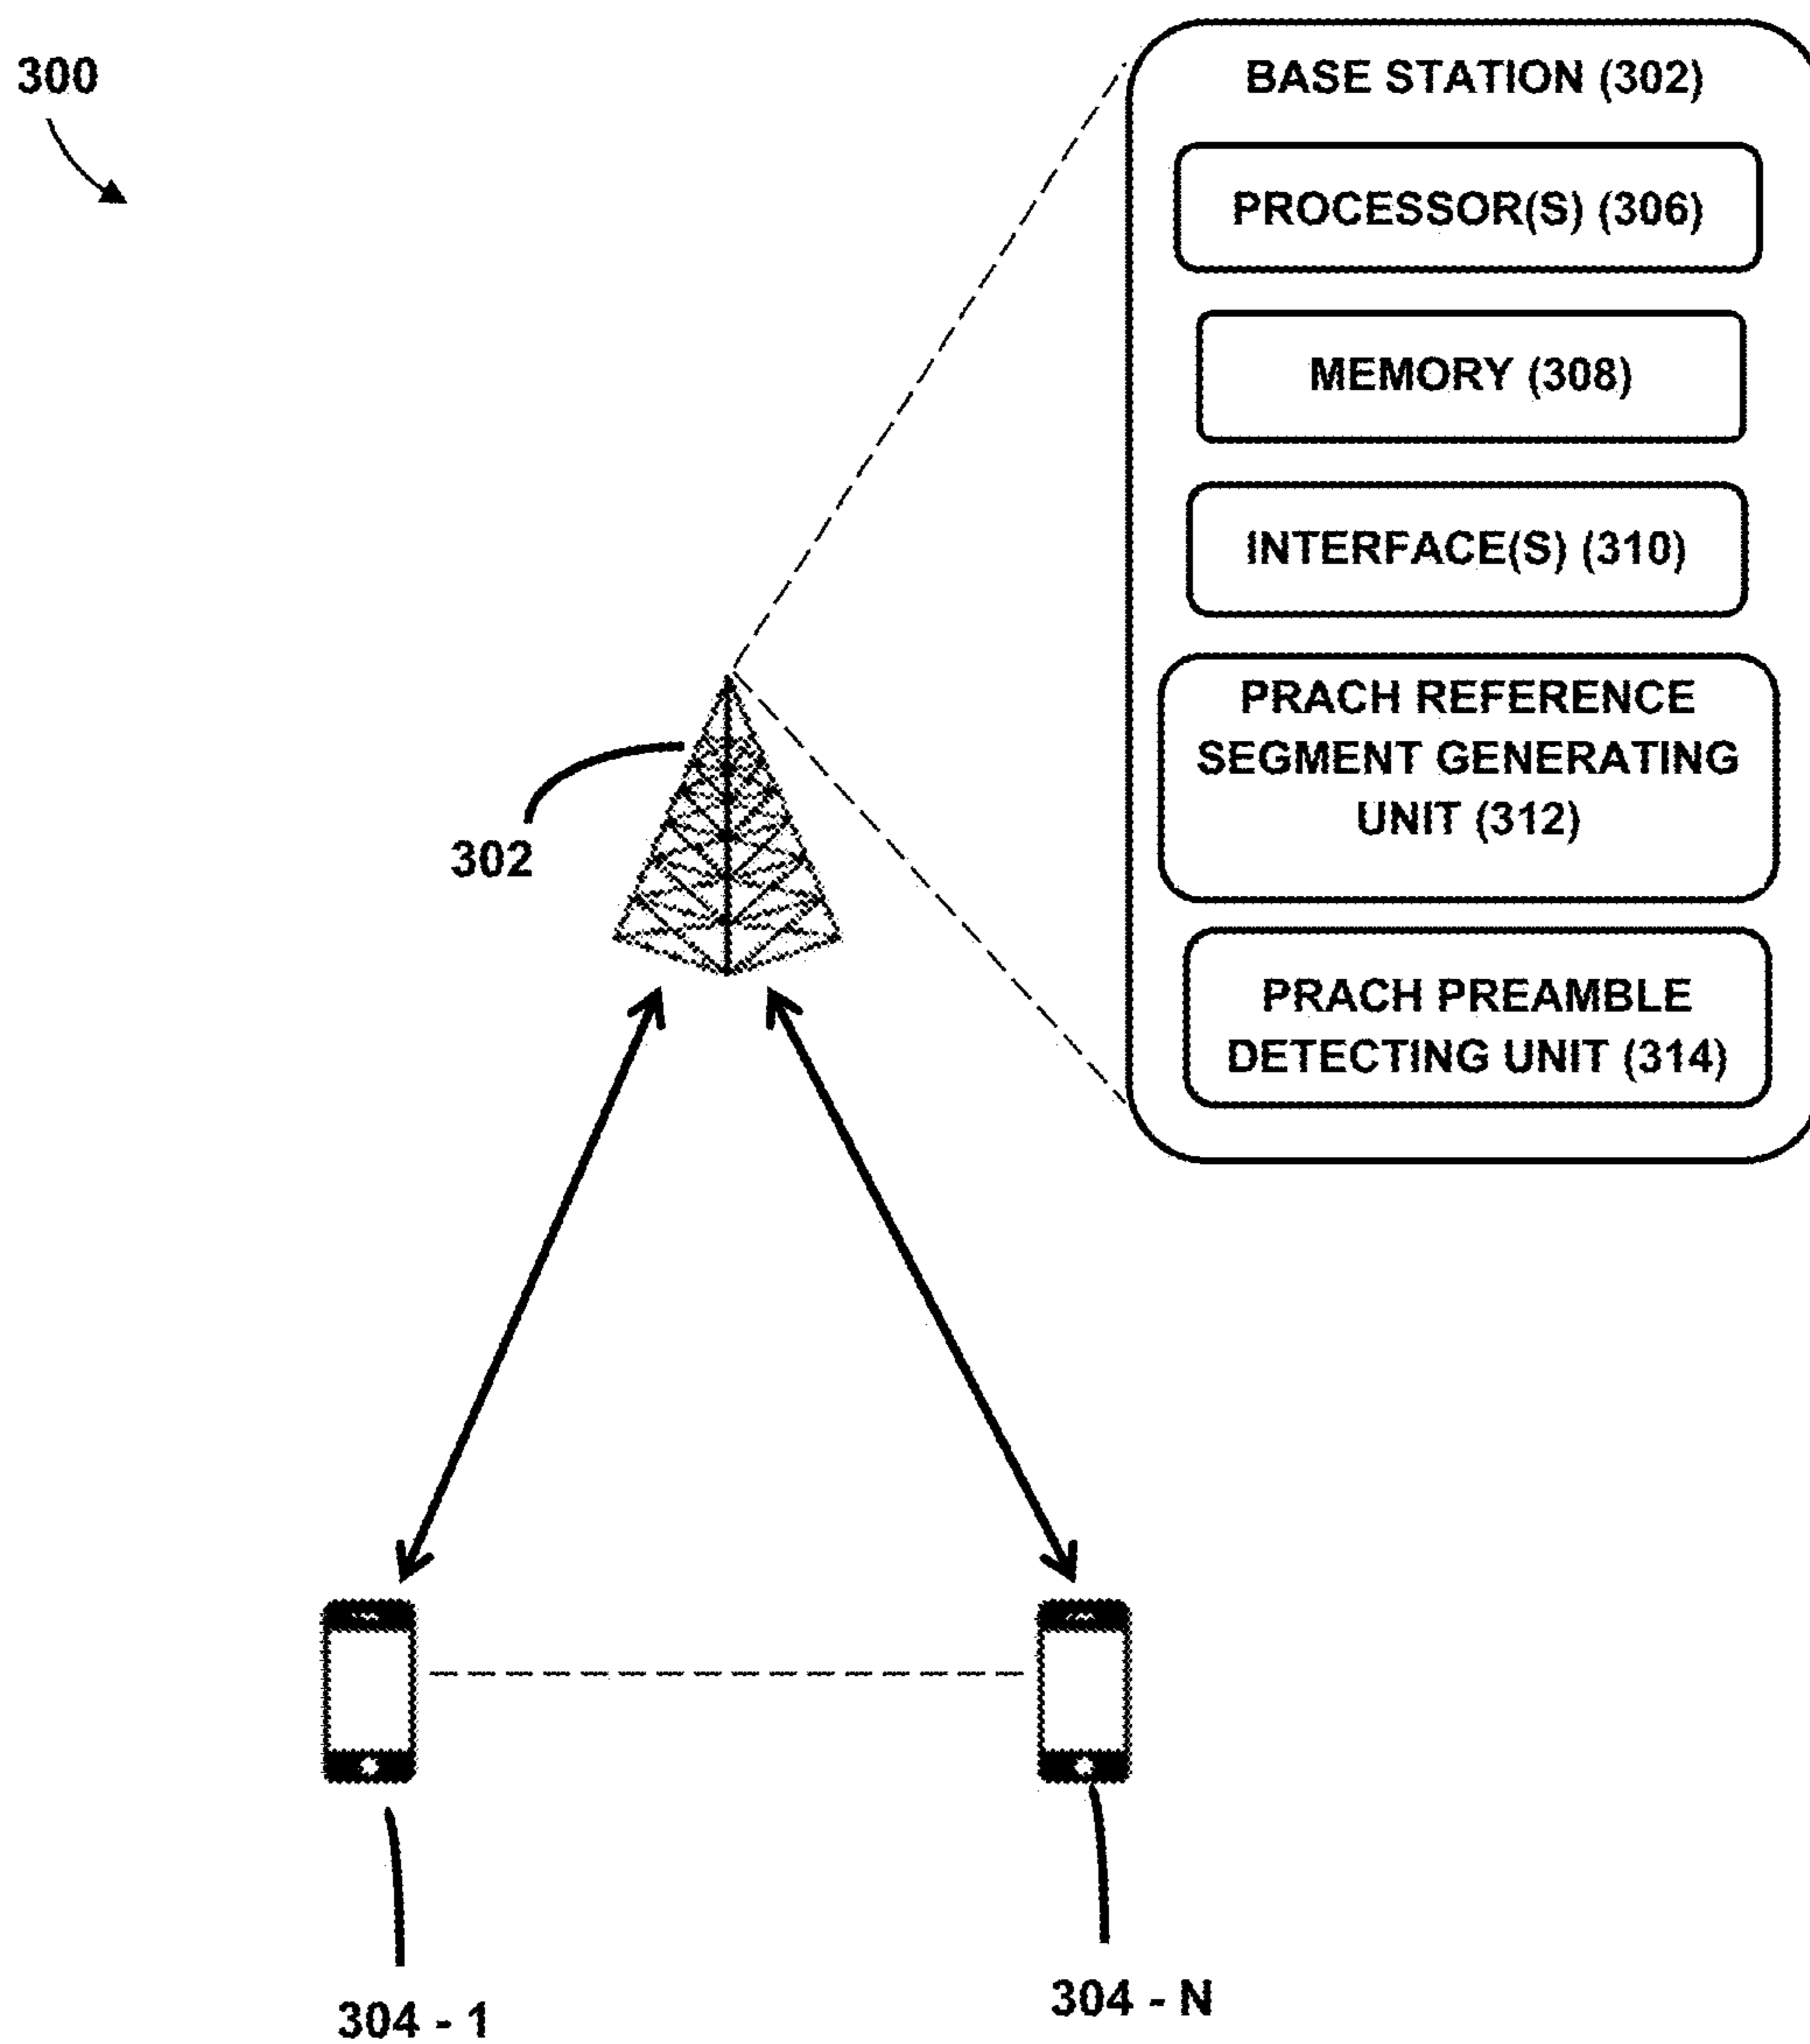 300
BASE STATION (302)
PROCESSOR(S) (306)
MEMORY (308)
INTERFACE(S) (310)
PRACH REFERENCE
SEGMENT GENERATING
UNIT (312)
PRACH PREAMBLE
DETECTING UNIT (314)
302
304 - 1
304 - N